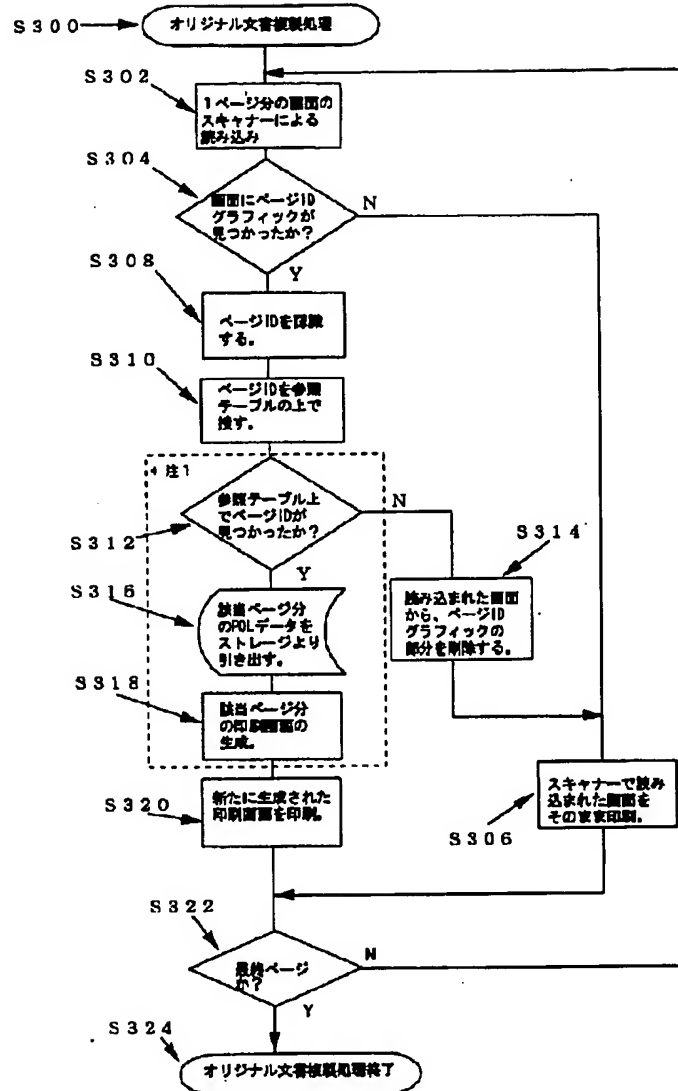 S300
オリジナル文書複製処理
S302
1ページ分の画面の
スキャナーによる
読み込み
S304
画面にページID
グラフィックが
見つかったか?
N
Y
S308
ページIDを認識
する。
S310
ページIDを参照
テーブルの上で
捜す。
* 注1
参照テーブル上
でページIDが
見つかったか?
N
S312
Y
S314
読み込まれた画面
から、ページID
グラフィックの
部分を削除する。
S316
該当ページ分
のPDLデータを
ストレージより
引き出す。
S318
該当ページ分
の印刷画面の
生成。
S320
新たに生成された
印刷画面を印刷。
スキャナーで読み
込まれた画面を
そのまま印刷。
S306
S322
最終ページ
か?
N
Y
S324
オリジナル文書複製処理終了